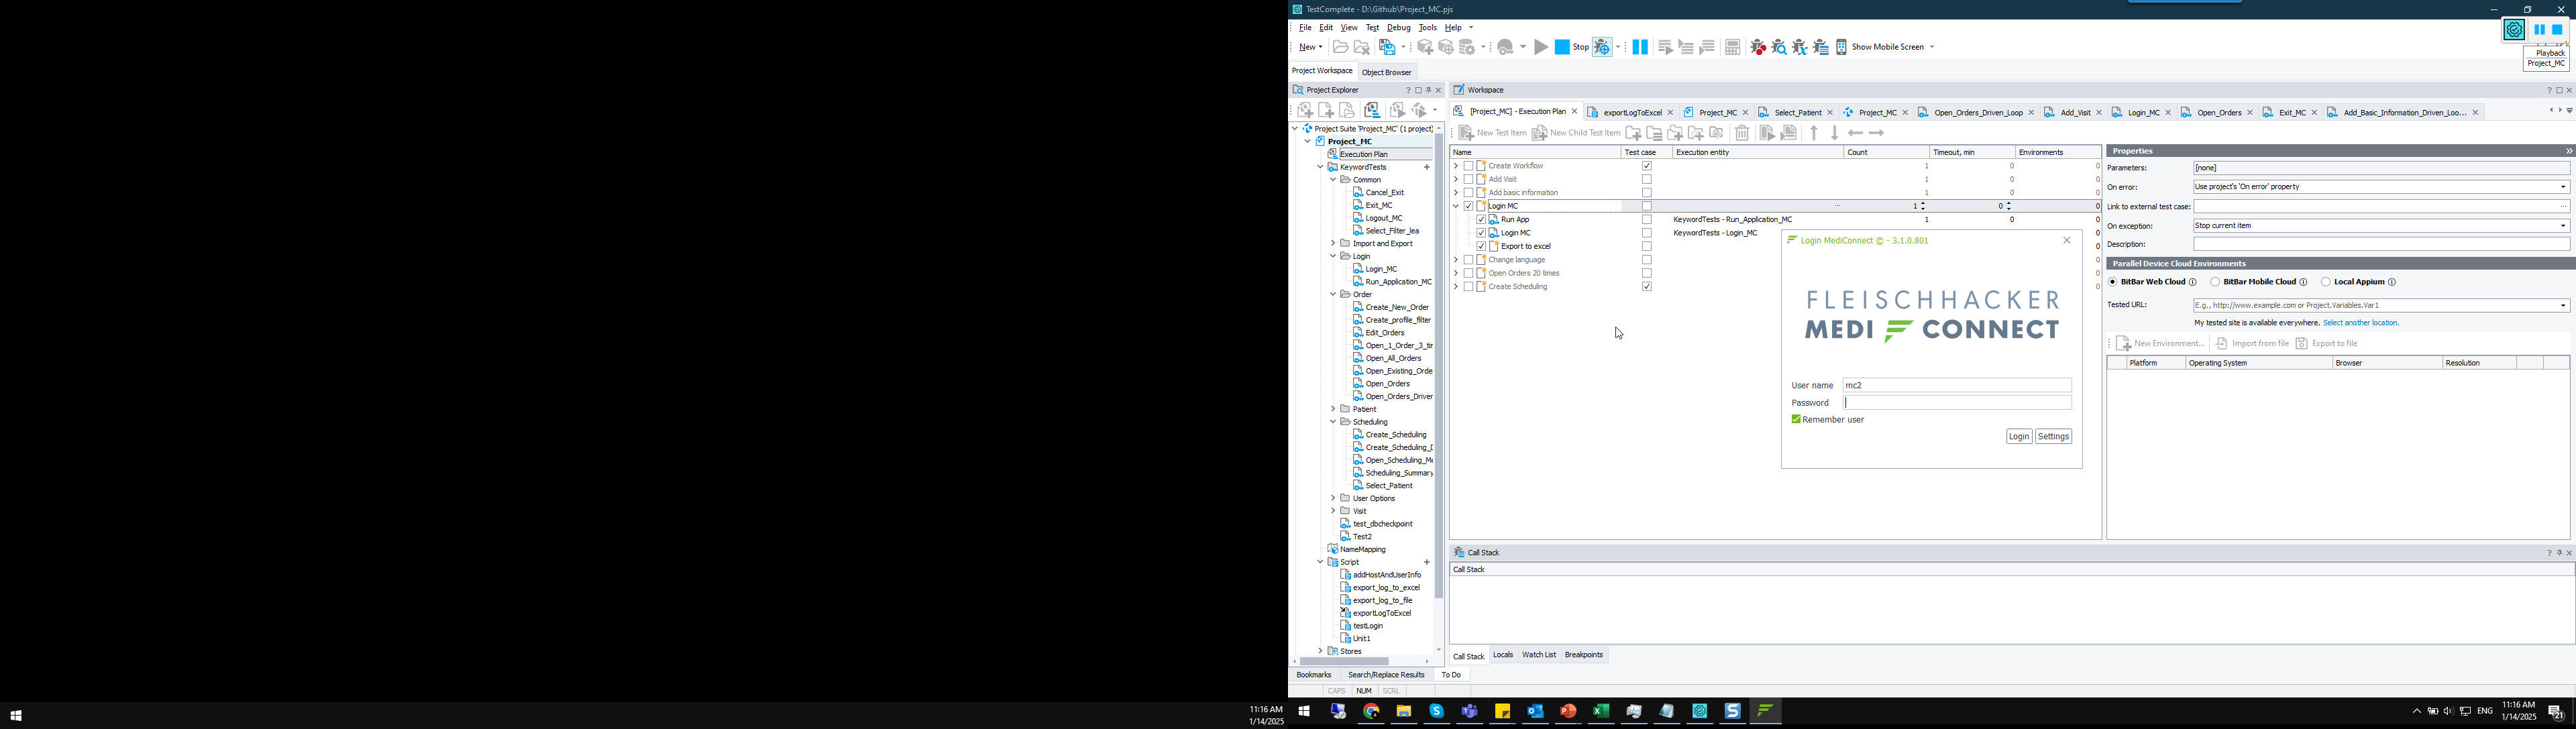 TestComplete - D:\Github\Project_MC.pjs
File Edit View Test Debug Tools Help
New Stop Show Mobile Screen
Playback
Project_MC
Project Workspace Object Browser
Project Explorer
Workspace
[Project_MC] - Execution Plan exportLogToExcel Project_MC Select_Patient Project_MC Open_Orders_Driven_Loop Add_Visit Login_MC Open_Orders Exit_MC Add_Basic_Information_Driven_Loo...
New Test Item New Child Test Item
Project Suite 'Project_MC' (1 project)
Project_MC
Execution Plan
KeywordTests
Common
Cancel_Exit
Exit_MC
Logout_MC
Select_Filter_lea
Import and Export
Login
Login_MC
Run_Application_MC
Order
Create_New_Order
Create_profile_filter
Edit_Orders
Open_1_Order_3_tir
Open_All_Orders
Open_Existing_Orde
Open_Orders
Open_Orders_Driver
Patient
Scheduling
Create_Scheduling
Create_Scheduling_D
Open_Scheduling_Me
Scheduling_Summary
Select_Patient
User Options
Visit
test_dbcheckpoint
Test2
NameMapping
Script
addHostAndUserInfo
export_log_to_excel
export_log_to_file
exportLogToExcel
testLogin
Unit1
Stores
Bookmarks Search/Replace Results To Do
CAPS NUM SCRL
Name Test case Execution entity Count Timeout, min Environments
Create Workflow 1 0 0
Add Visit 1 0 0
Add basic information 1 0 0
Login MC ... 1 0 0
Run App KeywordTests - Run_Application_MC 1 0 0
Login MC KeywordTests - Login_MC 0
Export to excel 0
Change language 0
Open Orders 20 times 0
Create Scheduling 0
Login MediConnect © - 3.1.0.801
FLEISCHHACKER
MEDI CONNECT
User name mc2
Password
Remember user
Login Settings
Properties
Parameters: [none]
On error: Use project's 'On error' property
Link to external test case: ...
On exception: Stop current item
Description:
Parallel Device Cloud Environments
BitBar Web Cloud BitBar Mobile Cloud Local Appium
Tested URL: E.g., http://www.example.com or Project.Variables.Var1
My tested site is available everywhere. Select another location.
New Environment... Import from file Export to file
Platform Operating System Browser Resolution
Call Stack
Call Stack
Call Stack Locals Watch List Breakpoints
11:16 AM
1/14/2025
ENG
11:16 AM
1/14/2025
21